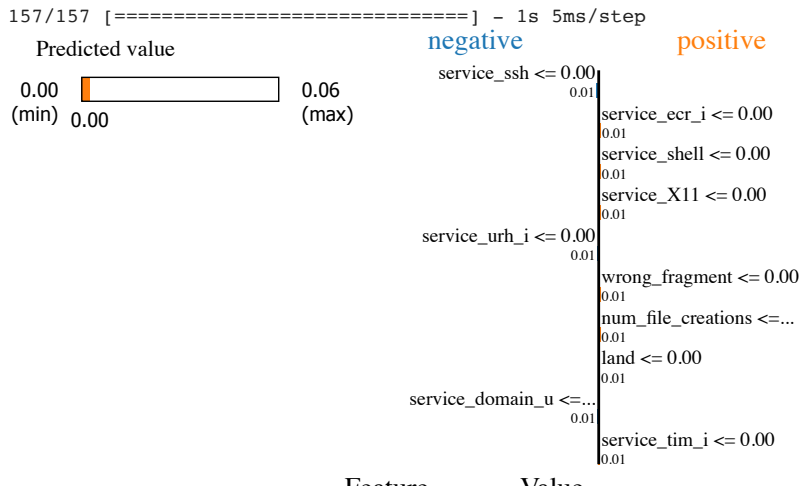 157/157 [==============================] - 1s 5ms/step
Predicted value
negative
positive
0.00
(min)
0.00
0.06
(max)
service_ssh <= 0.00
0.01
service_ecr_i <= 0.00
0.01
service_shell <= 0.00
0.01
service_X11 <= 0.00
0.01
service_urh_i <= 0.00
0.01
wrong_fragment <= 0.00
0.01
num_file_creations <=...
0.01
land <= 0.00
0.01
service_domain_u <=...
0.01
service_tim_i <= 0.00
0.01
Feature Value